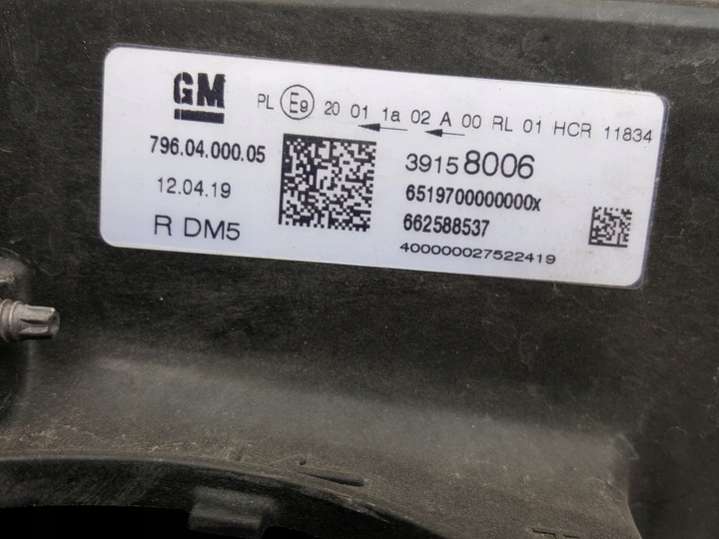 GM
PL E9 20 01 1a 02 A 00 RL 01 HCR 11834
796.04.000.05
39158006
12.04.19
6519700000000x
R DM5
662588537
400000027522419